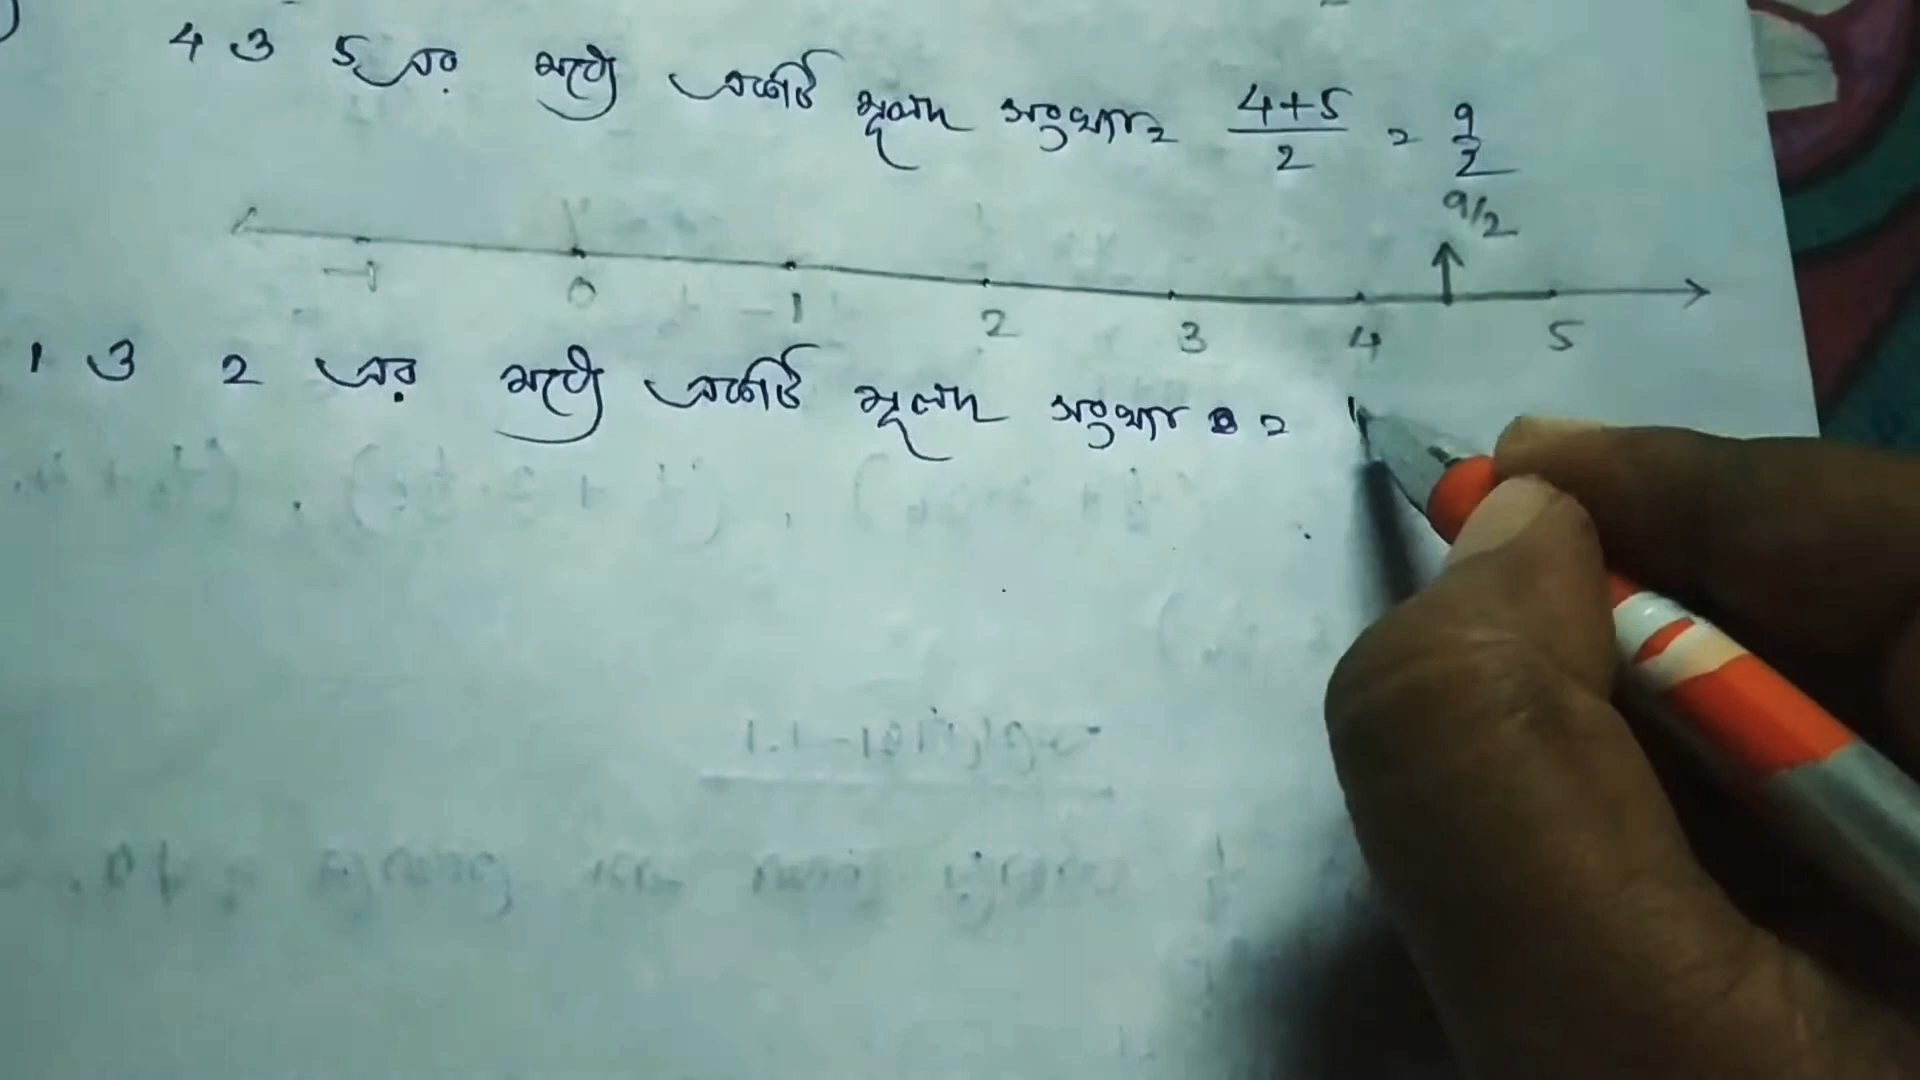 4 ও 5 এর মধ্যে একটি মূলদ সংখ্যা = 4+5/2 = 9/2
9/2
-1 0 1 2 3 4 5
1 ও 2 এর মধ্যে একটি মূলদ সংখ্যা = 1